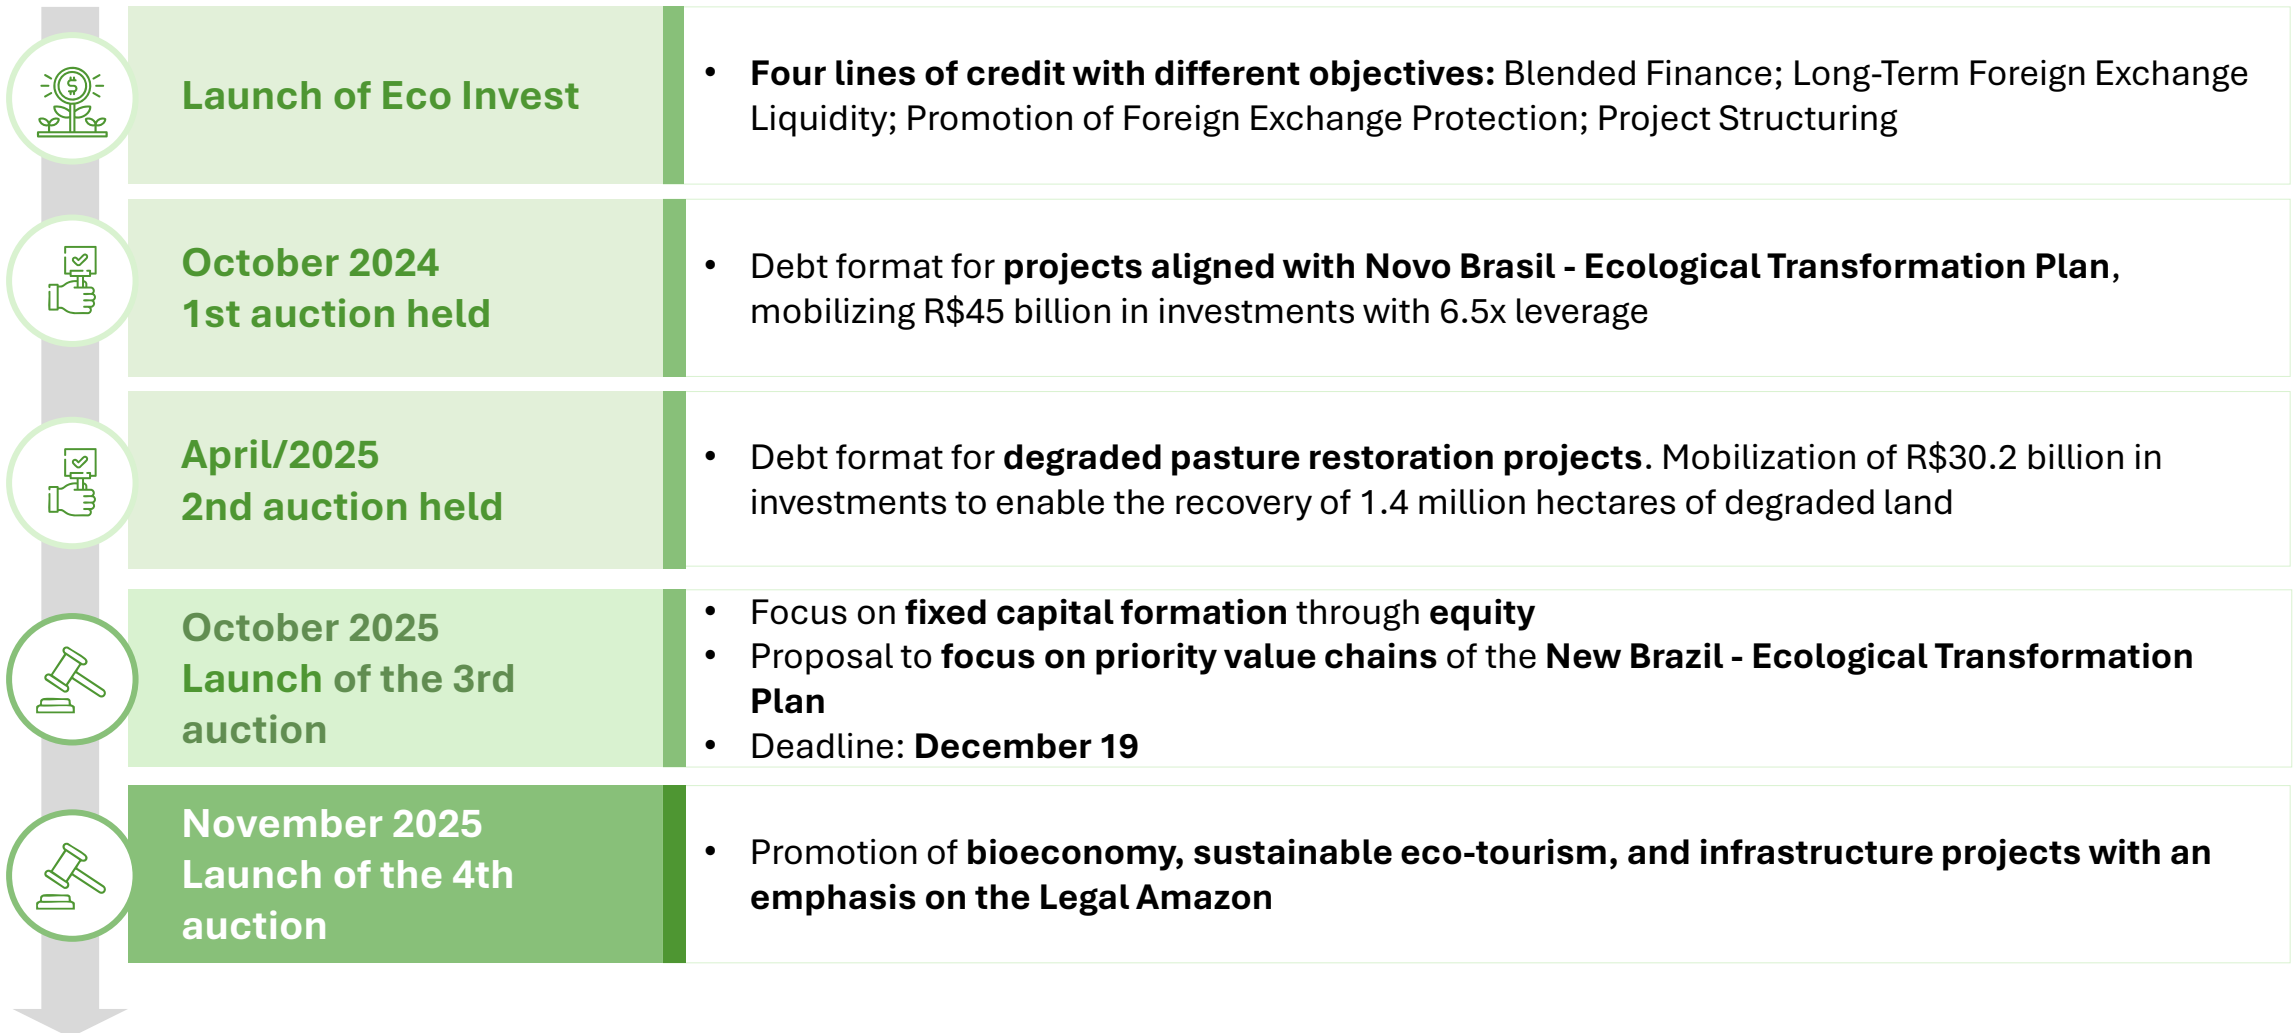 Launch of Eco Invest
• Four lines of credit with different objectives: Blended Finance; Long-Term Foreign Exchange
Liquidity; Promotion of Foreign Exchange Protection; Project Structuring
October 2024
1st auction held
• Debt format for projects aligned with Novo Brasil - Ecological Transformation Plan,
mobilizing R$45 billion in investments with 6.5x leverage
April/2025
2nd auction held
• Debt format for degraded pasture restoration projects. Mobilization of R$30.2 billion in
investments to enable the recovery of 1.4 million hectares of degraded land
October 2025
Launch of the 3rd
auction
• Focus on fixed capital formation through equity
• Proposal to focus on priority value chains of the New Brazil - Ecological Transformation
Plan
• Deadline: December 19
November 2025
Launch of the 4th
auction
• Promotion of bioeconomy, sustainable eco-tourism, and infrastructure projects with an
emphasis on the Legal Amazon